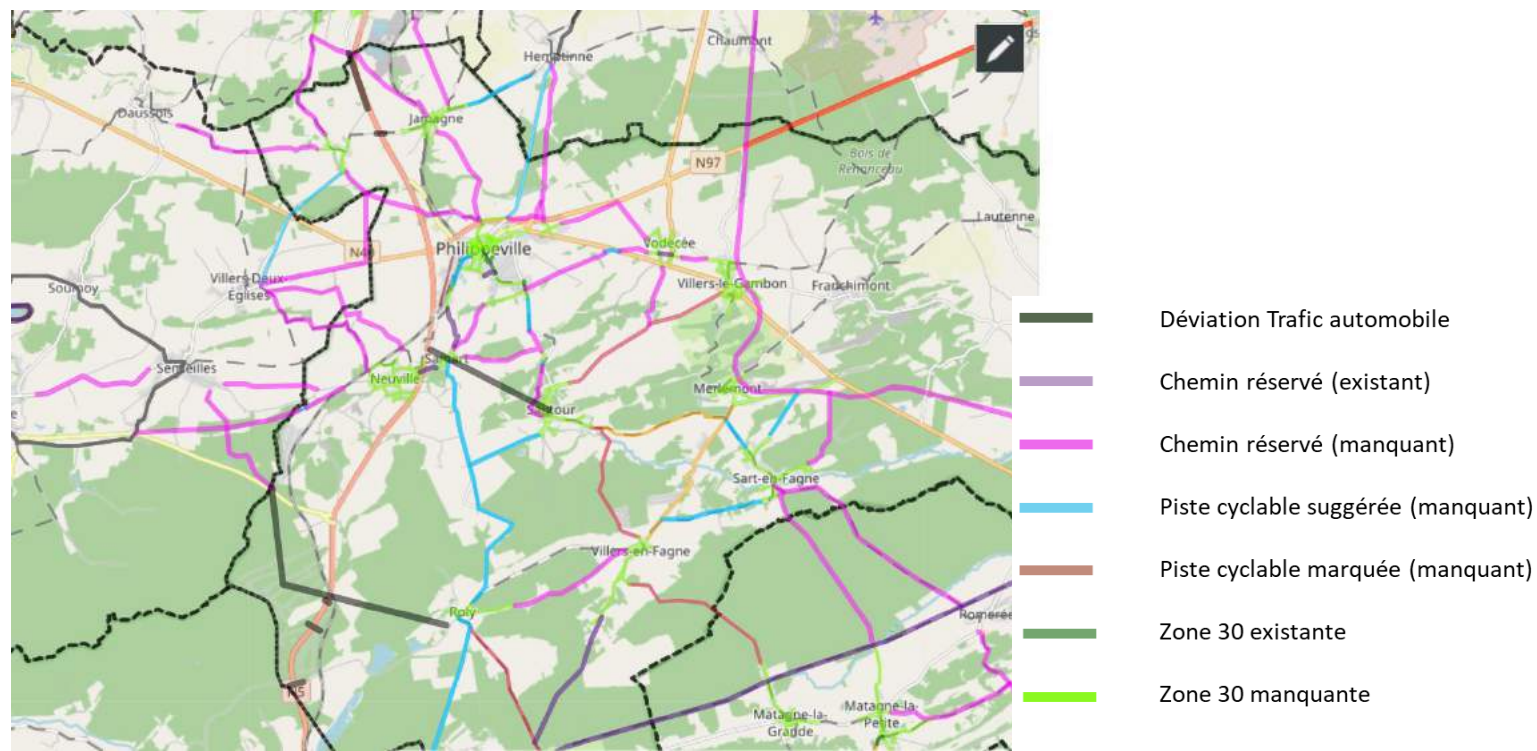 Hemptinne
Chaumont
Daussois
Jamagne
N97
Bois de
Lautenne
Philippeville
Vodecée
N40
Villers-Deux-
Eglises
Villers-le-Gambon
Franchimont
Soumoy
Senzeilles
Neuville
Merlemont
Sautour
Sart-en-Fagne
Villers-en-Fagne
Roly
Romerée
N5
Matagne-la-
Grande
Matagne-la-
Petite
Déviation Trafic automobile
Chemin réservé (existant)
Chemin réservé (manquant)
Piste cyclable suggérée (manquant)
Piste cyclable marquée (manquant)
Zone 30 existante
Zone 30 manquante